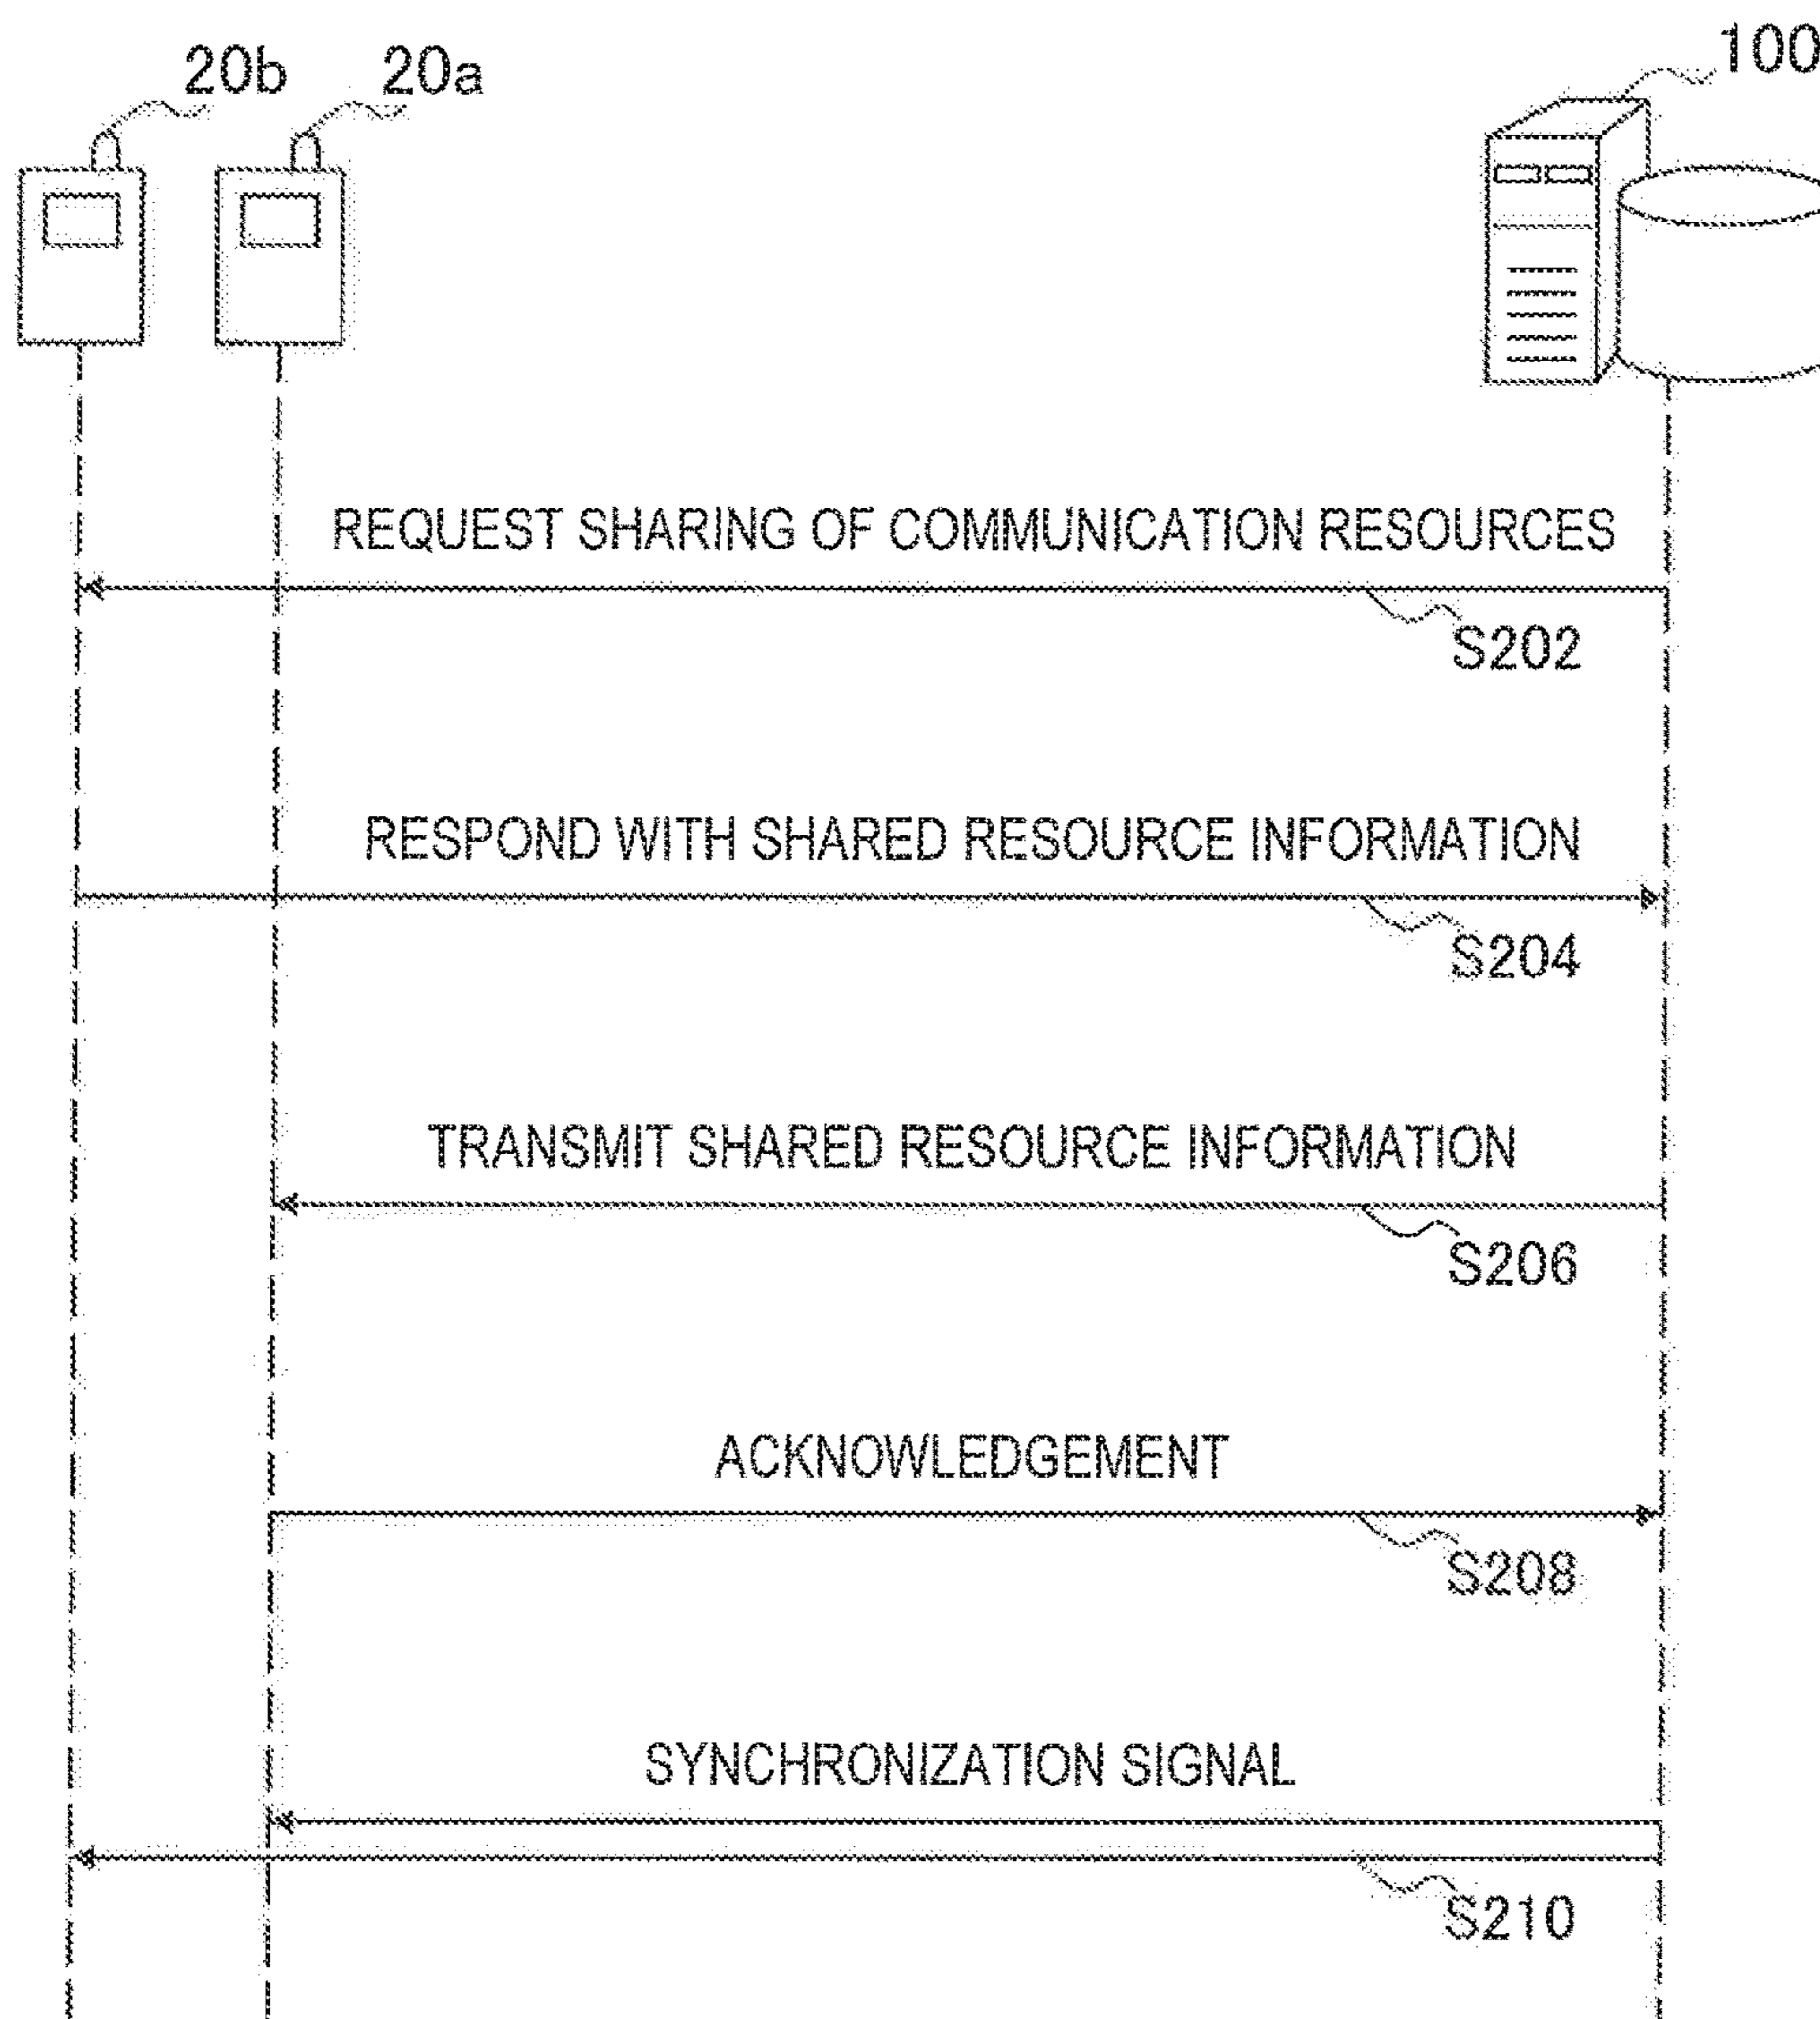 20b
20a
100
REQUEST SHARING OF COMMUNICATION RESOURCES
S202
RESPOND WITH SHARED RESOURCE INFORMATION
S204
TRANSMIT SHARED RESOURCE INFORMATION
S206
ACKNOWLEDGEMENT
S208
SYNCHRONIZATION SIGNAL
S210